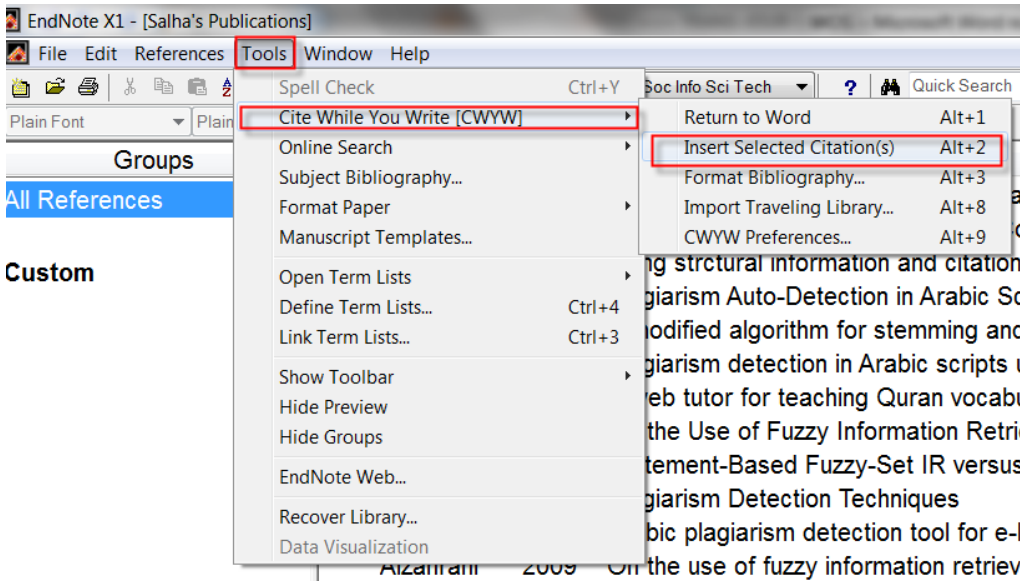 EndNote X1 - [Salha's Publications]
File Edit References Tools Window Help
Soc Info Sci Tech ? Quick Search
Plain Font Plain
Groups
All References
Custom
Spell Check Ctrl+Y
Cite While You Write [CWYW]
Online Search
Subject Bibliography...
Format Paper
Manuscript Templates...
Open Term Lists
Define Term Lists... Ctrl+4
Link Term Lists... Ctrl+3
Show Toolbar
Hide Preview
Hide Groups
EndNote Web...
Recover Library...
Data Visualization
Return to Word Alt+1
Insert Selected Citation(s) Alt+2
Format Bibliography... Alt+3
Import Traveling Library... Alt+8
CWYW Preferences... Alt+9
ng strctural information and citation
giarism Auto-Detection in Arabic Sc
nodified algorithm for stemming and
giarism detection in Arabic scripts
eb tutor for teaching Quran vocabu
the Use of Fuzzy Information Retri
tement-Based Fuzzy-Set IR versus
giarism Detection Techniques
bic plagiarism detection tool for e-
Alzahrani 2009 On the use of fuzzy information retriev